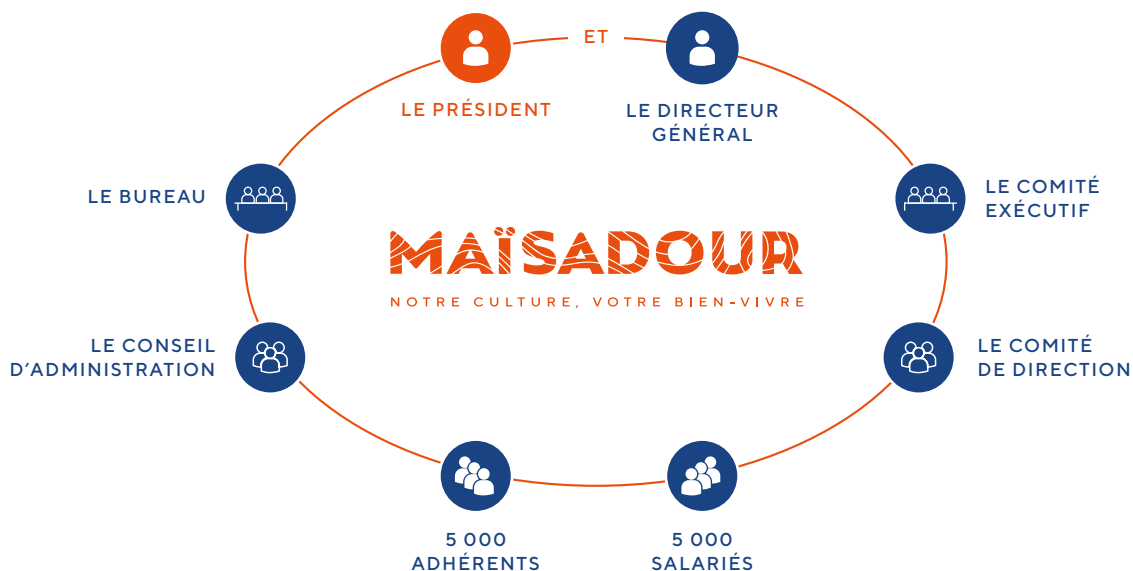 ET
LE PRÉSIDENT
LE DIRECTEUR
GÉNÉRAL
LE BUREAU
LE COMITÉ
EXÉCUTIF
MAÏSADOUR
NOTRE CULTURE, VOTRE BIEN-VIVRE
LE CONSEIL
D'ADMINISTRATION
LE COMITÉ
DE DIRECTION
5 000
ADHÉRENTS
5 000
SALARIÉS